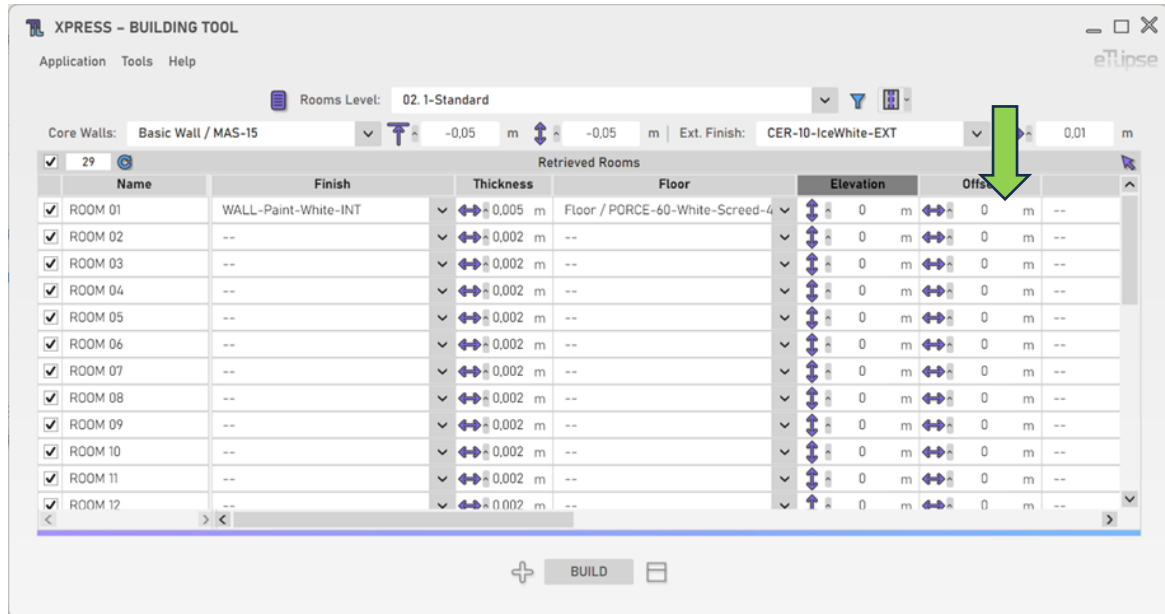 XPRESS – BUILDING TOOL
Application Tools Help
eTLipse
Rooms Level: 02. 1-Standard
Core Walls: Basic Wall / MAS-15 -0,05 m -0,05 m Ext. Finish: CER-10-IceWhite-EXT 0,01 m
29 Retrieved Rooms
Name Finish Thickness Floor Elevation
ROOM 01 WALL-Paint-White-INT 0,005 m Floor / PORCE-60-White-Screed-4 0 m 0 m --
ROOM 02 -- 0,002 m -- 0 m 0 m --
ROOM 03 -- 0,002 m -- 0 m 0 m --
ROOM 04 -- 0,002 m -- 0 m 0 m --
ROOM 05 -- 0,002 m -- 0 m 0 m --
ROOM 06 -- 0,002 m -- 0 m 0 m --
ROOM 07 -- 0,002 m -- 0 m 0 m --
ROOM 08 -- 0,002 m -- 0 m 0 m --
ROOM 09 -- 0,002 m -- 0 m 0 m --
ROOM 10 -- 0,002 m -- 0 m 0 m --
ROOM 11 -- 0,002 m -- 0 m 0 m --
ROOM 12 -- 0,002 m -- 0 m 0 m --
BUILD